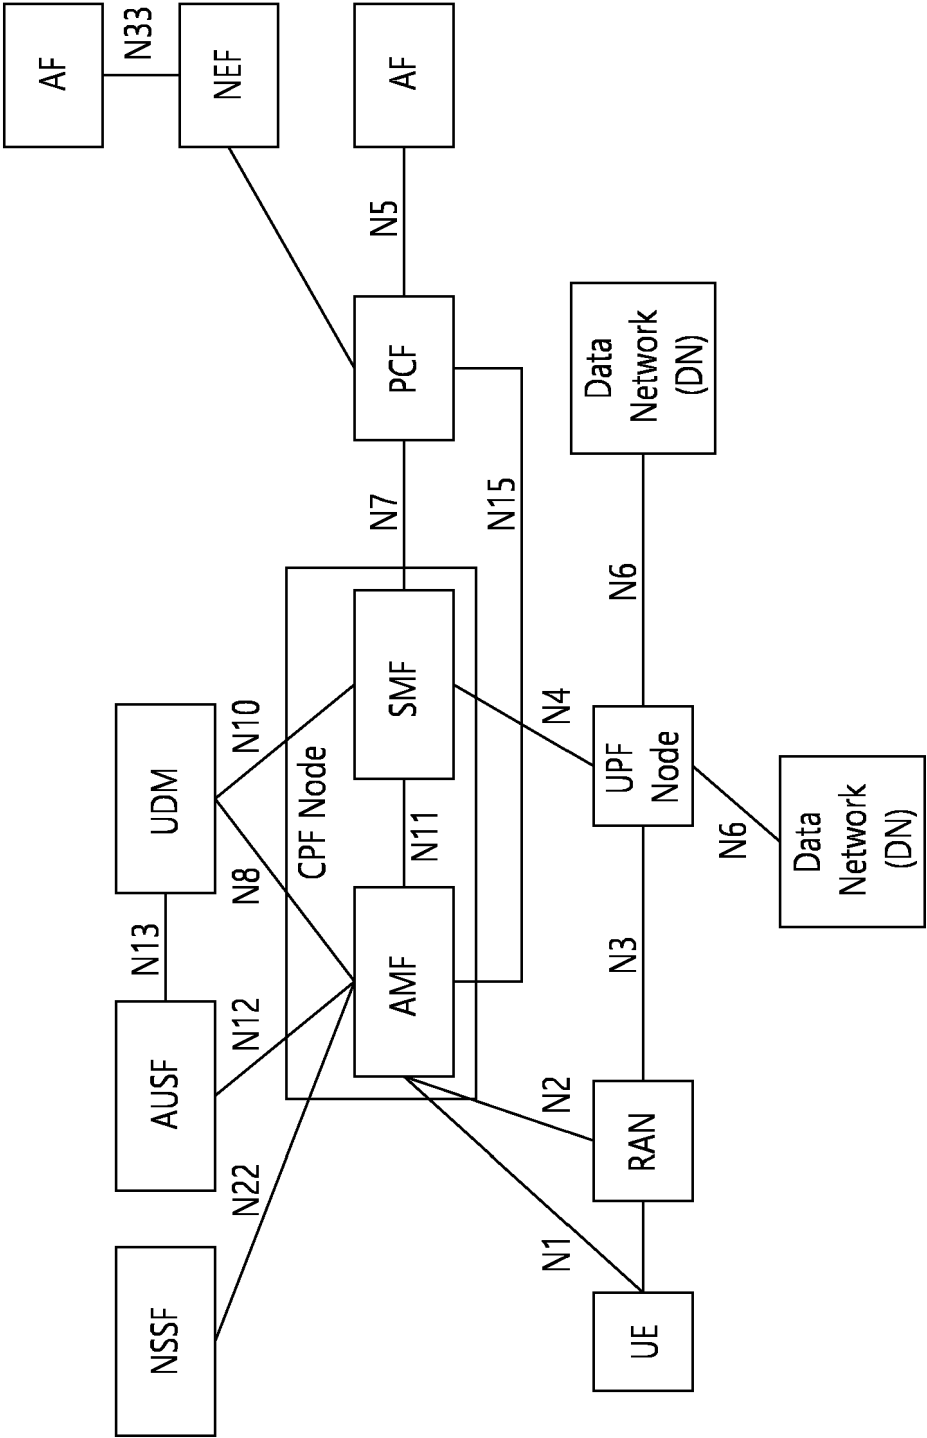 NSSF
AUSF
N13
UDM
AF
N33
NEF
N22
N12
N8
N10
CPF Node
AMF
N11
SMF
N7
PCF
N5
AF
N15
N1
N2
N4
UE
RAN
N3
UPF
Node
N6
Data
Network
(DN)
N6
Data
Network
(DN)